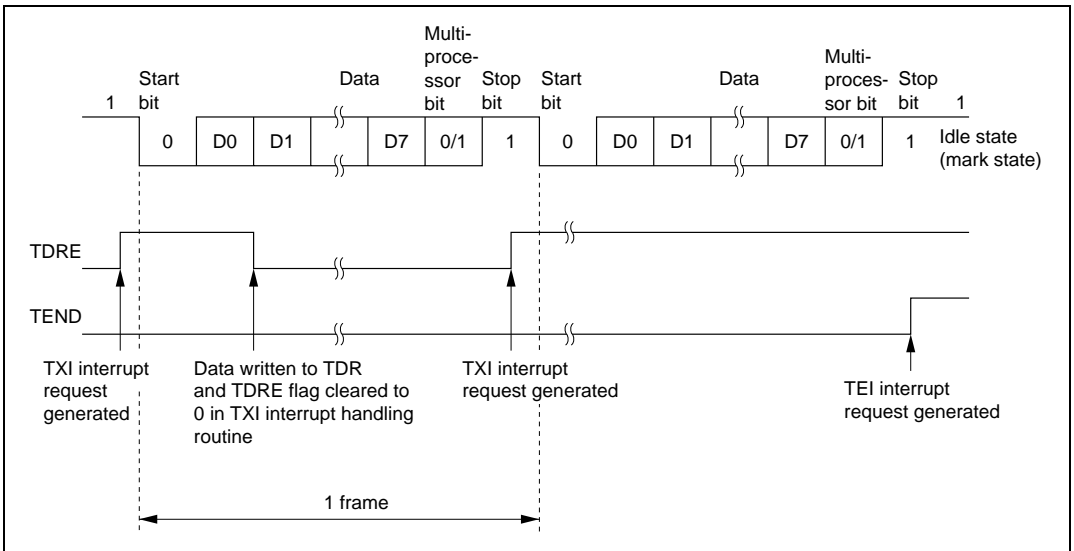 Multi-
proce-
ssor
bit
Start
bit
Data
Stop
bit
Start
bit
Data
Multi-
proces-
sor bit
Stop
bit
1
1
0 D0 D1 D7 0/1 1 0 D0 D1 D7 0/1 1
Idle state
(mark state)
TDRE
TEND
TXI interrupt
request
generated
Data written to TDR
and TDRE flag cleared to
0 in TXI interrupt handling
routine
TXI interrupt
request generated
TEI interrupt
request generated
1 frame